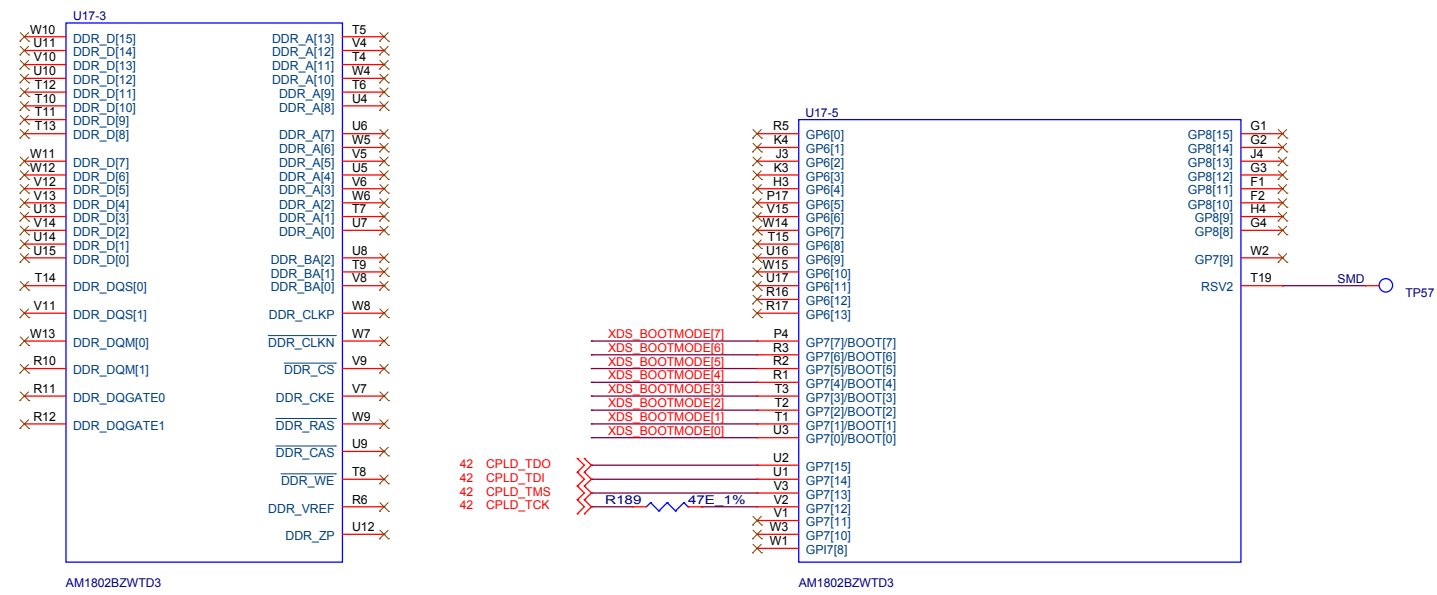 U17-3
W10 DDR_D[15] DDR_A[13] T5
U11 DDR_D[14] DDR_A[12] V4
V10 DDR_D[13] DDR_A[11] T4
U10 DDR_D[12] DDR_A[10] W4
T12 DDR_D[11] DDR_A[9] T6
T10 DDR_D[10] DDR_A[8] U4
T11 DDR_D[9]
T13 DDR_D[8] DDR_A[7] U6
DDR_A[6] W5
W11 DDR_D[7] DDR_A[5] V5
W12 DDR_D[6] DDR_A[4] U5
V12 DDR_D[5] DDR_A[3] V6
V13 DDR_D[4] DDR_A[2] W6
U13 DDR_D[3] DDR_A[1] T7
V14 DDR_D[2] DDR_A[0] U7
U14 DDR_D[1]
U15 DDR_D[0] DDR_BA[2] U8
DDR_BA[1] T9
T14 DDR_DQS[0] DDR_BA[0] V8
V11 DDR_DQS[1] DDR_CLKP W8
W13 DDR_DQM[0] DDR_CLKN W7
R10 DDR_DQM[1] DDR_CS V9
R11 DDR_DQGATE0 DDR_CKE V7
R12 DDR_DQGATE1 DDR_RAS W9
DDR_CAS U9
DDR_WE T8
DDR_VREF R6
DDR_ZP U12
AM1802BZWTD3
U17-5
R5 GP6[0] GP8[15] G1
K4 GP6[1] GP8[14] G2
J3 GP6[2] GP8[13] J4
K3 GP6[3] GP8[12] G3
H3 GP6[4] GP8[11] F1
P17 GP6[5] GP8[10] F2
V15 GP6[6] GP8[9] H4
W14 GP6[7] GP8[8] G4
T15 GP6[8]
U16 GP6[9] GP7[9] W2
W15 GP6[10]
U17 GP6[11] RSV2 T19 SMD TP57
R16 GP6[12]
R17 GP6[13]
XDS_BOOTMODE[7] P4 GP7[7]/BOOT[7]
XDS_BOOTMODE[6] R3 GP7[6]/BOOT[6]
XDS_BOOTMODE[5] R2 GP7[5]/BOOT[5]
XDS_BOOTMODE[4] R1 GP7[4]/BOOT[4]
XDS_BOOTMODE[3] T3 GP7[3]/BOOT[3]
XDS_BOOTMODE[2] T2 GP7[2]/BOOT[2]
XDS_BOOTMODE[1] T1 GP7[1]/BOOT[1]
XDS_BOOTMODE[0] U3 GP7[0]/BOOT[0]
42 CPLD_TDO U2 GP7[15]
42 CPLD_TDI U1 GP7[14]
42 CPLD_TMS V3 GP7[13]
42 CPLD_TCK R189 47E_1% V2 GP7[12]
V1 GP7[11]
W3 GP7[10]
W1 GPI7[8]
AM1802BZWTD3